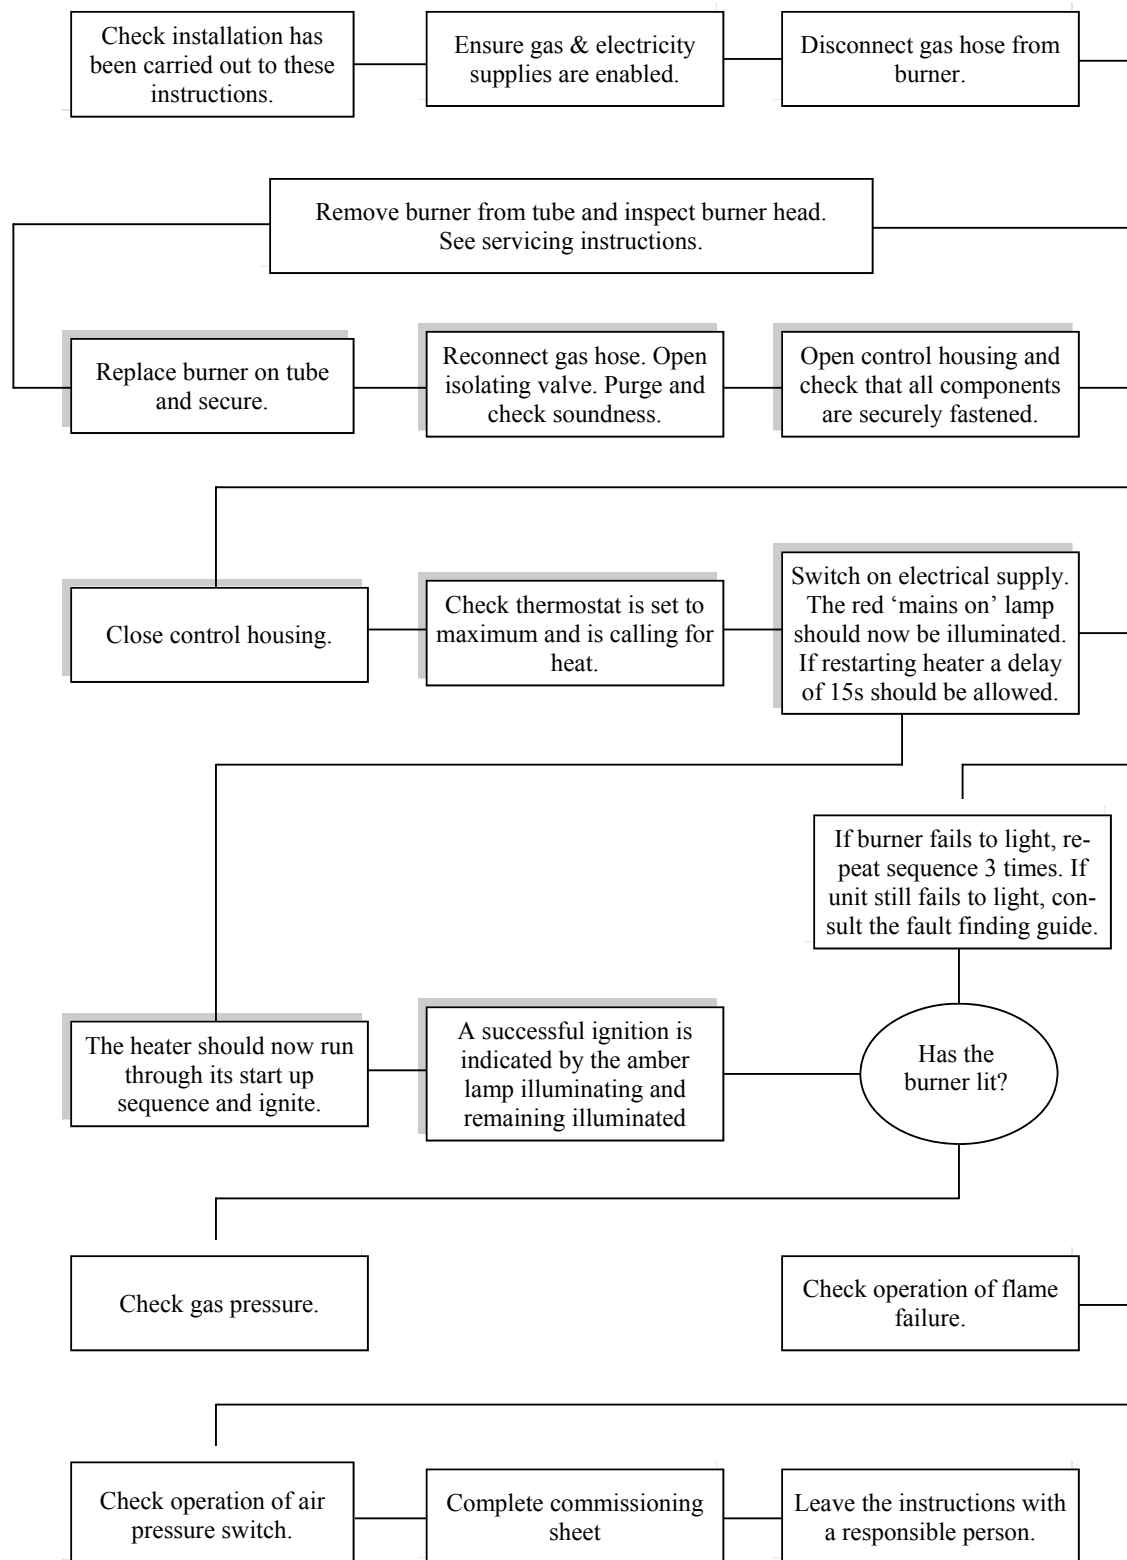 Check installation has
been carried out to these
instructions.
Ensure gas & electricity
supplies are enabled.
Disconnect gas hose from
burner.
Remove burner from tube and inspect burner head.
See servicing instructions.
Replace burner on tube
and secure.
Reconnect gas hose. Open
isolating valve. Purge and
check soundness.
Open control housing and
check that all components
are securely fastened.
Close control housing.
Check thermostat is set to
maximum and is calling for
heat.
Switch on electrical supply.
The red ‘mains on’ lamp
should now be illuminated.
If restarting heater a delay
of 15s should be allowed.
If burner fails to light, re-
peat sequence 3 times. If
unit still fails to light, con-
sult the fault finding guide.
The heater should now run
through its start up
sequence and ignite.
A successful ignition is
indicated by the amber
lamp illuminating and
remaining illuminated
Has the
burner lit?
Check gas pressure.
Check operation of flame
failure.
Check operation of air
pressure switch.
Complete commissioning
sheet
Leave the instructions with
a responsible person.